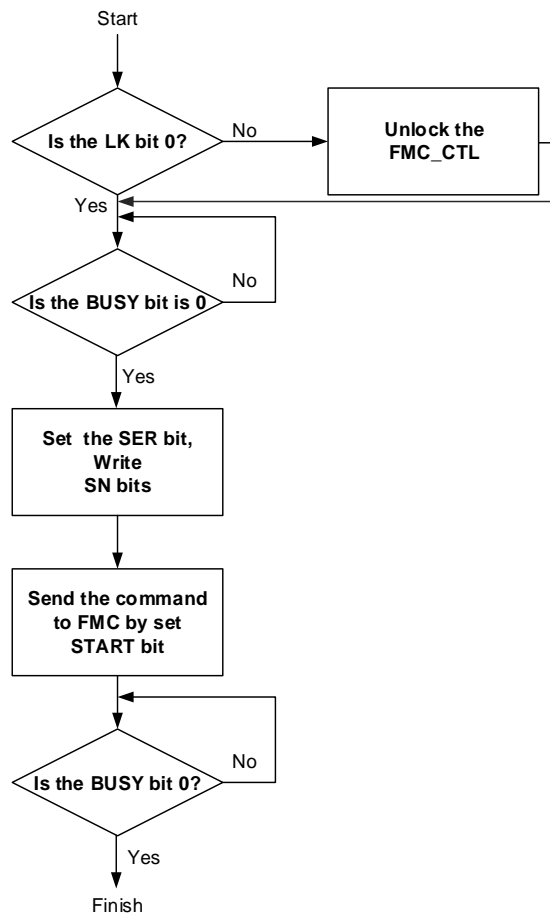 Start
Is the LK bit 0?
No
Unlock the
FMC_CTL
Yes
No
Is the BUSY bit is 0
Yes
Set the SER bit,
Write
SN bits
Send the command
to FMC by set
START bit
No
Is the BUSY bit 0?
Yes
Finish